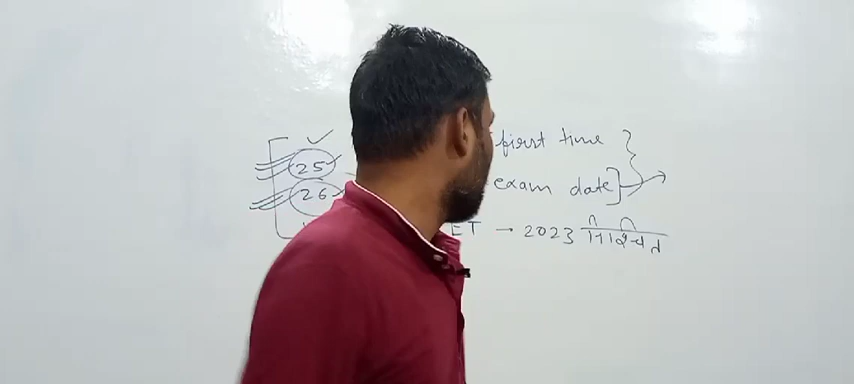 25 first time
26 exam date
ET → 2023